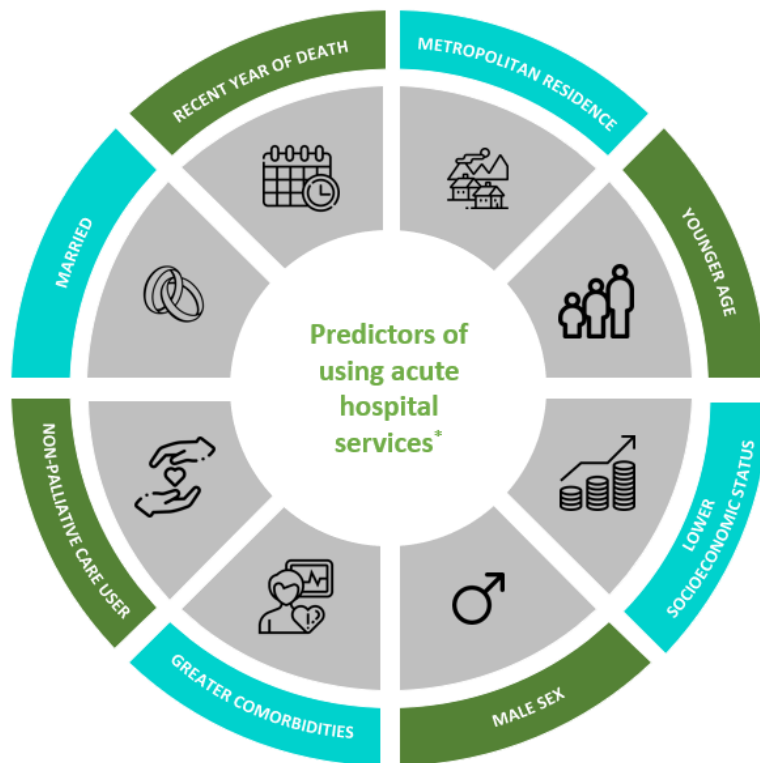 RECENT YEAR OF DEATH
METROPOLITAN RESIDENCE
YOUNGER AGE
LOWER
SOCIOECONOMIC STATUS
MALE SEX
GREATER COMORBIDITIES
NON-PALLIATIVE CARE USER
MARRIED
Predictors of
using acute
hospital
services*